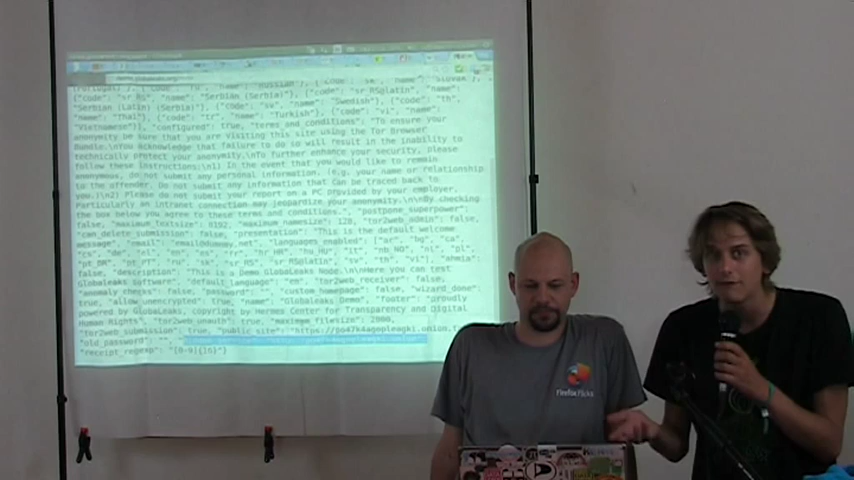 demo.globaleaks.org/node
(Portugal)"}, {"code": "ru", "name": "Russian"}, {"code": "sk", "name": "Slovak"},
{"code": "sr_RS", "name": "Serbian (Serbia)"}, {"code": "sr_RS@latin", "name":
"Serbian (Latin) (Serbia)"}, {"code": "sv", "name": "Swedish"}, {"code": "th",
"name": "Thai"}, {"code": "tr", "name": "Turkish"}, {"code": "vi", "name":
"Vietnamese"}], "configured": true, "terms_and_conditions": "To ensure your
anonymity be sure that you are visiting this site using the Tor Browser
Bundle.\nYou acknowledge that failure to do so will result in the inability to
technically protect your anonymity.\nTo further enhance your security, please
follow these instructions:\n1) In the event that you would like to remain
anonymous, do not submit any personal information. (e.g. your name or relationship
to the offender. Do not submit any information that can be traced back to
you.)\n2) Please do not submit your report on a PC provided by your employer.
Particularly an intranet connection may jeopardize your anonymity.\n\nBy checking
the box below you agree to these terms and conditions.", "postpone_superpower":
false, "maximum_textsize": 8192, "maximum_namesize": 128, "tor2web_admin": false,
"can_delete_submission": false, "presentation": "This is the default welcome
message", "email": "email@dummy.net", "languages_enabled": ["ar", "bg", "ca",
"cs", "de", "el", "en", "es", "fr", "hr_HR", "hu_HU", "it", "nb_NO", "nl", "pl",
"pt_BR", "pt_PT", "ru", "sk", "sr_RS", "sr_RS@latin", "sv", "th", "vi"], "ahmia":
false, "description": "This is a Demo GlobaLeaks Node.\n\nHere you can test
GlobaLeaks software", "default_language": "en", "tor2web_receiver": false,
"anomaly_checks": false, "password": "", "custom_homepage": false, "wizard_done":
true, "allow_unencrypted": true, "name": "GlobaLeaks Demo", "footer": "proudly
powered by GlobaLeaks, copyright by Hermes Center for Transparency and Digital
Human Rights", "tor2web_unauth": true, "maximum_filesize": 2000,
"tor2web_submission": true, "public_site":
"old_password": "",
"receipt_regexp": "[0-9]{16}"}
Firefox Flicks